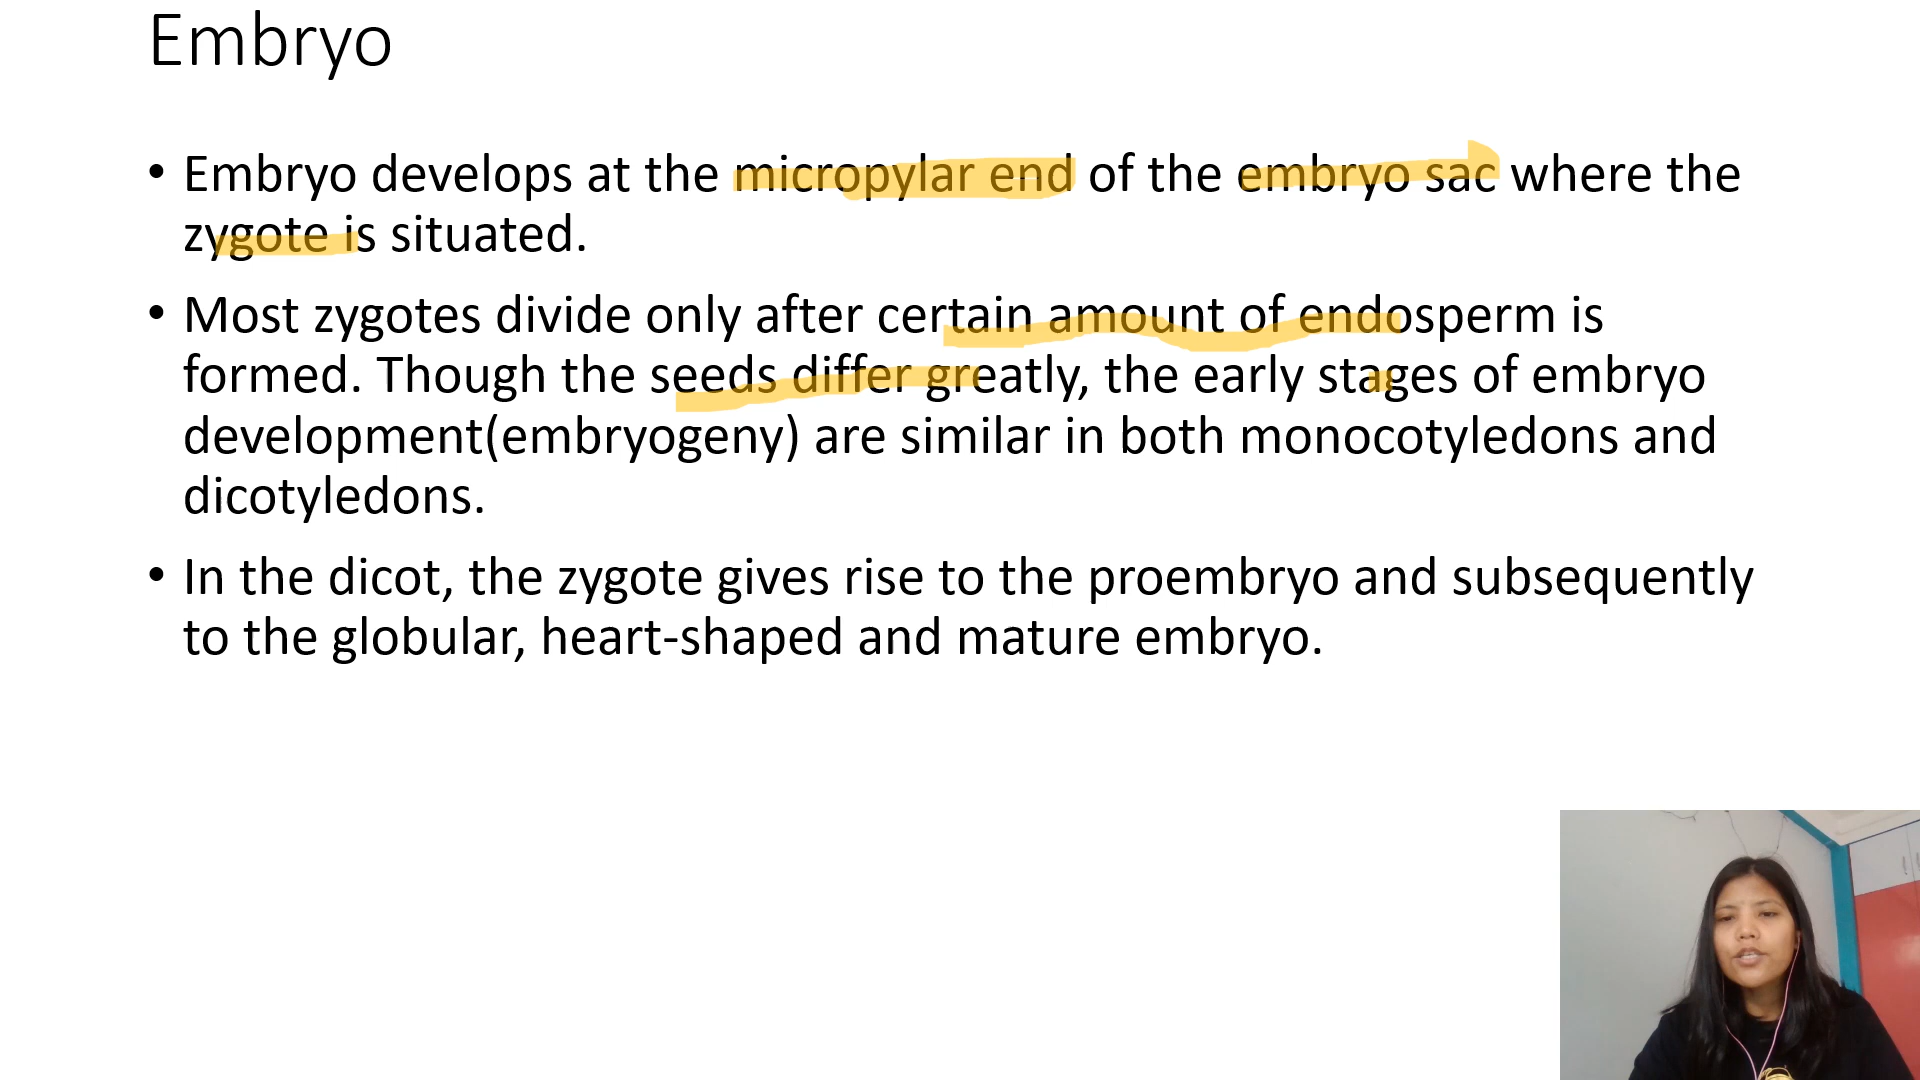 Embryo
• Embryo develops at the micropylar end of the embryo sac where the
zygote is situated.
• Most zygotes divide only after certain amount of endosperm is
formed. Though the seeds differ greatly, the early stages of embryo
development(embryogeny) are similar in both monocotyledons and
dicotyledons.
• In the dicot, the zygote gives rise to the proembryo and subsequently
to the globular, heart-shaped and mature embryo.